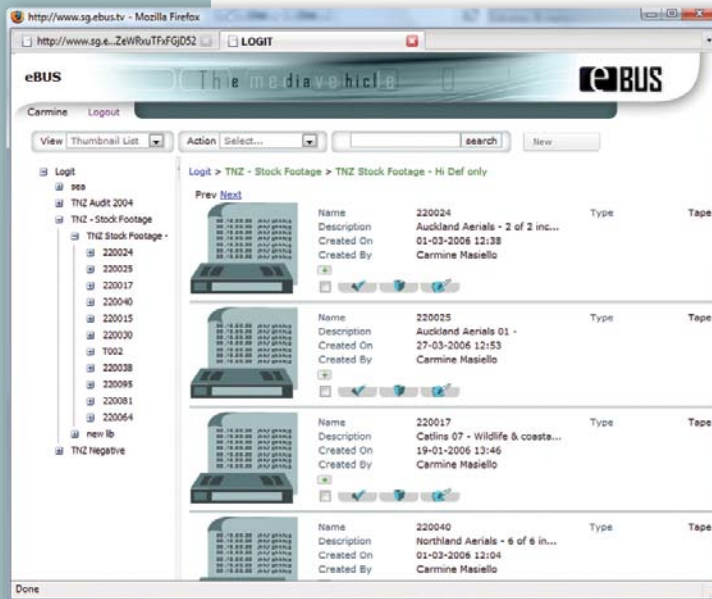 http://www.sg.ebus.tv - Mozilla Firefox
http://www.sg.e...ZeWRxuTFxFGjD52 LOGIT
eBUS The media vehicle eBUS
Carmine Logout
View Thumbnail List Action Select... search New
Logit
sea
TNZ Audit 2004
TNZ - Stock Footage
TNZ Stock Footage -
220024
220025
220017
220040
220015
220030
T002
220038
220095
220081
220064
new lib
TNZ Negative
Logit > TNZ - Stock Footage > TNZ Stock Footage - Hi Def only
Prev Next
Name 220024 Type Tape
Description Auckland Aerials - 2 of 2 inc...
Created On 01-03-2006 12:38
Created By Carmine Masiello
Name 220025 Type Tape
Description Auckland Aerials 01 -
Created On 27-03-2006 12:53
Created By Carmine Masiello
Name 220017 Type Tape
Description Catlins 07 - Wildlife & coasta...
Created On 19-01-2006 13:46
Created By Carmine Masiello
Name 220040 Type Tape
Description Northland Aerials - 6 of 6 in...
Created On 01-03-2006 12:04
Created By Carmine Masiello
Done